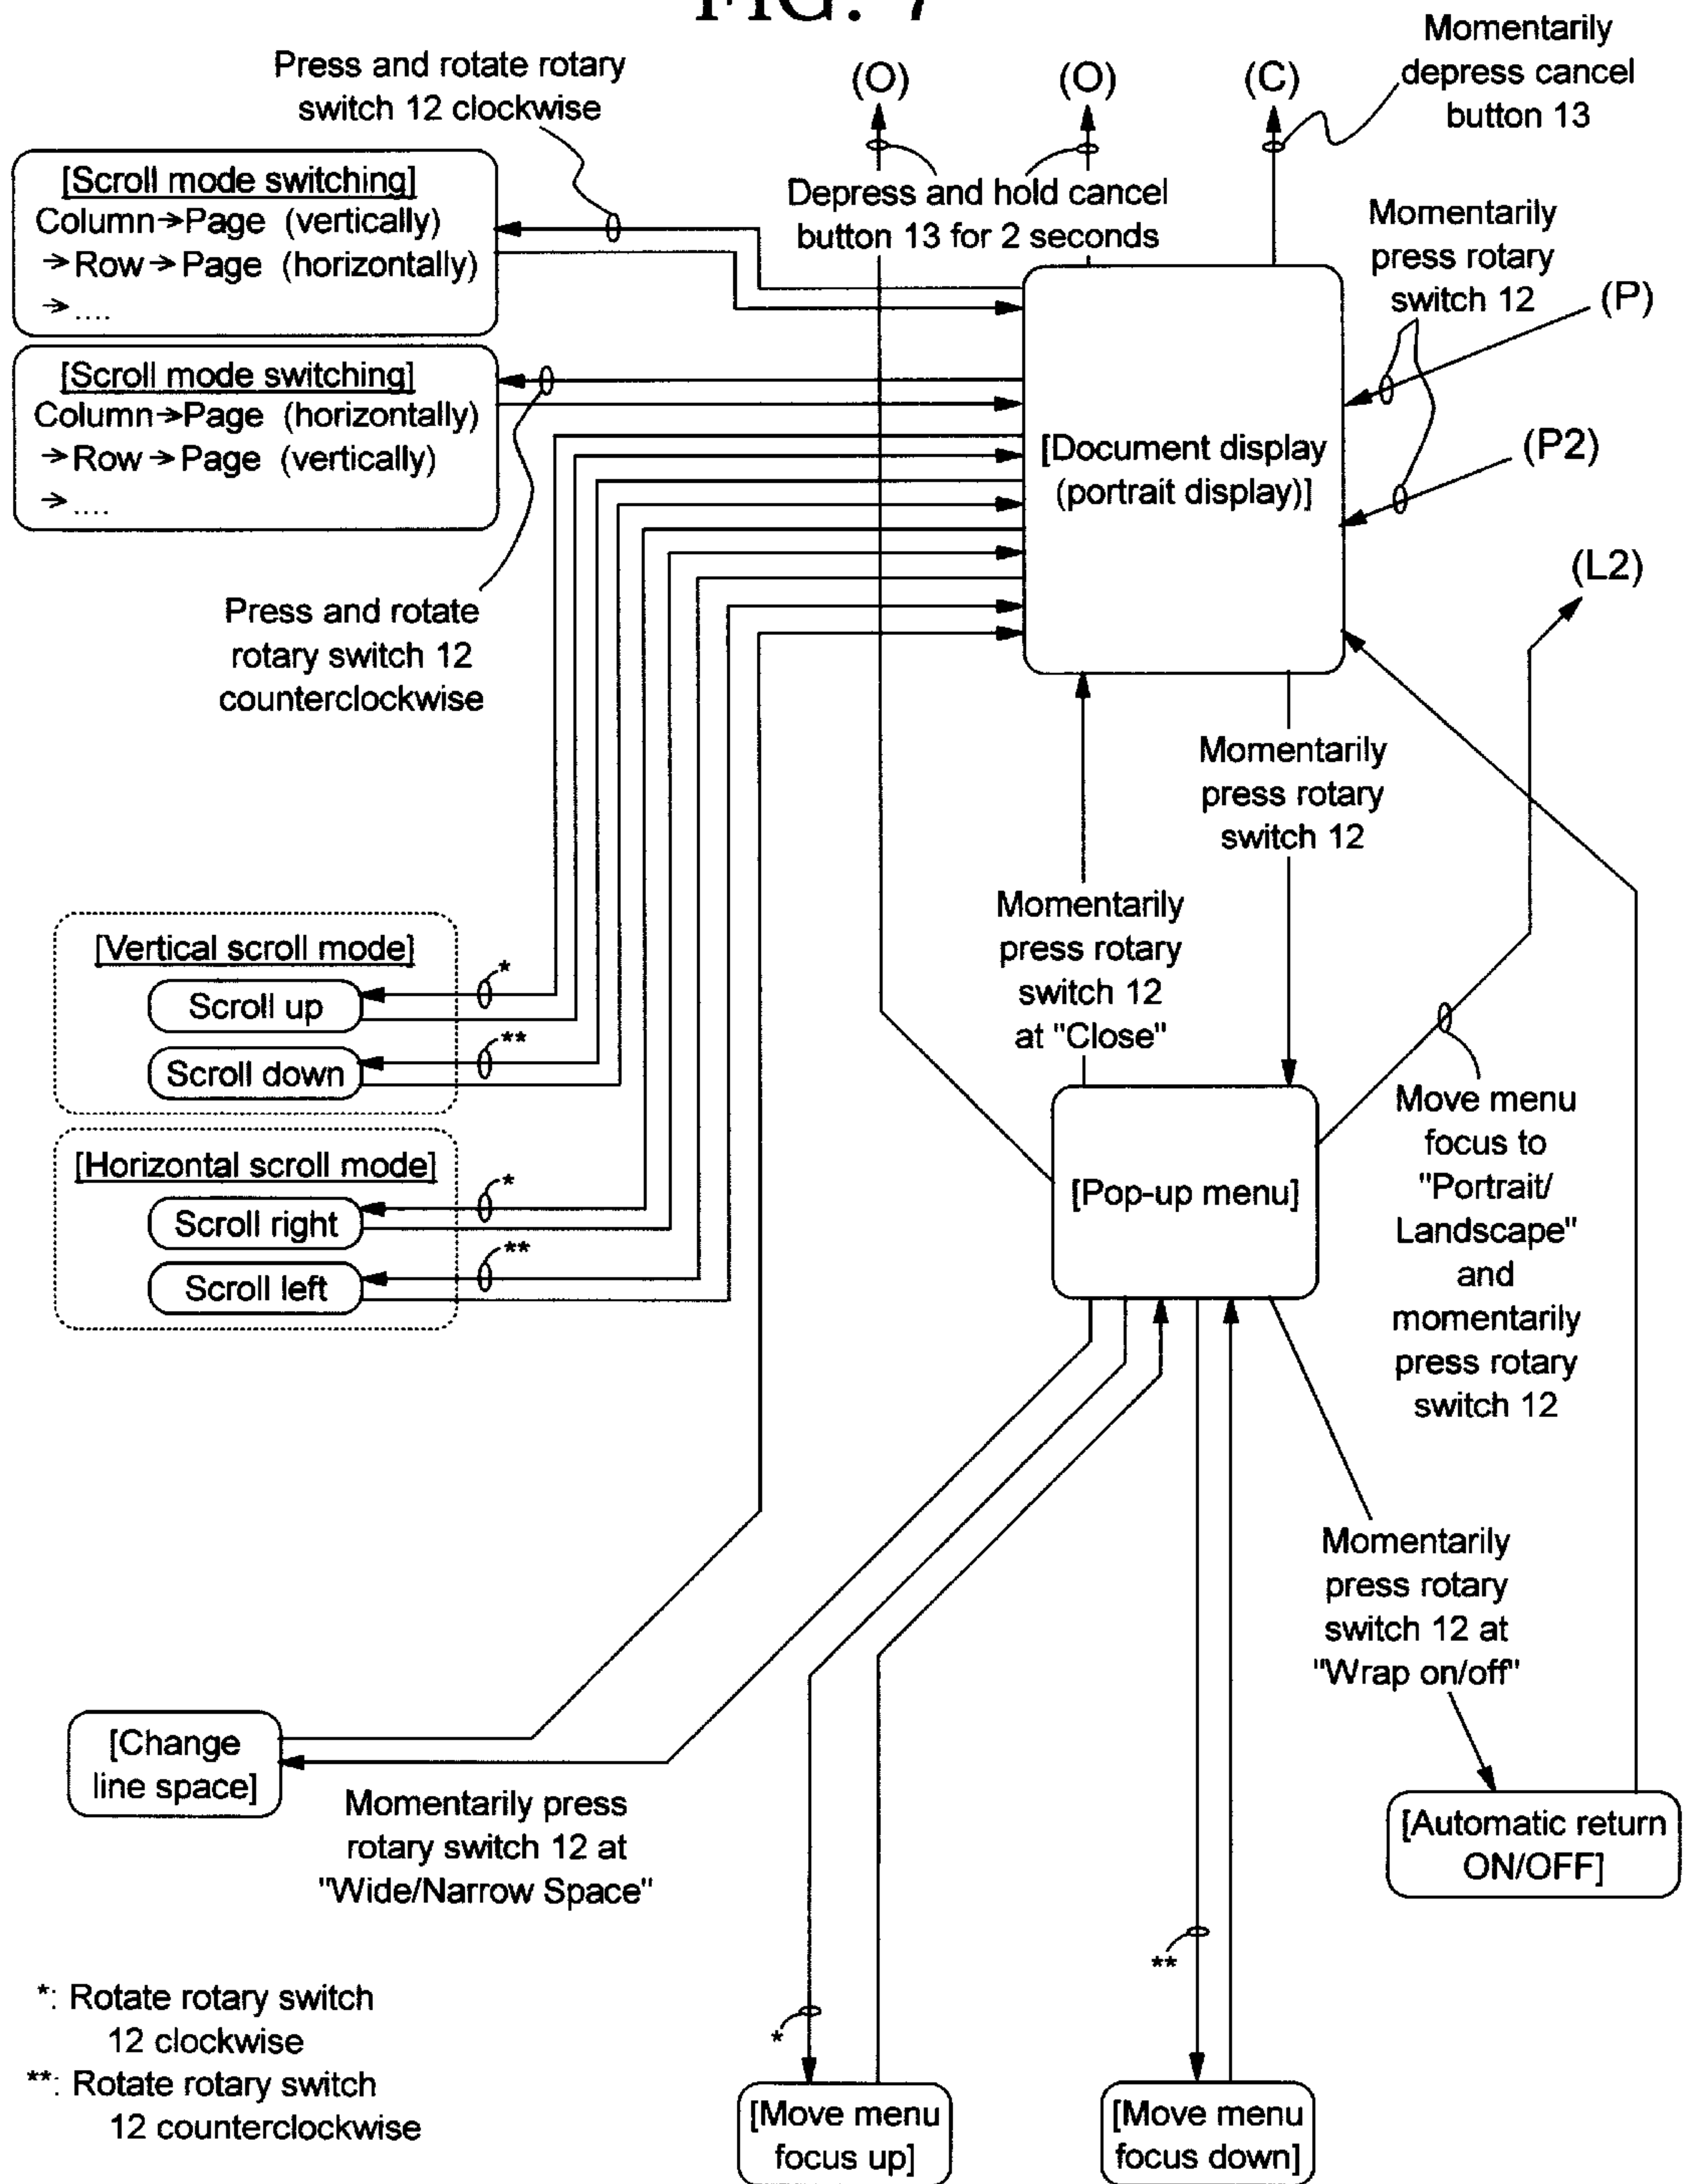 FIG. 7
Press and rotate rotary
switch 12 clockwise
(O)
(O)
(C)
Momentarily
depress cancel
button 13
[Scroll mode switching]
Column→Page (vertically)
→Row→Page (horizontally)
→....
Depress and hold cancel
button 13 for 2 seconds
Momentarily
press rotary
switch 12
(P)
[Scroll mode switching]
Column→Page (horizontally)
→Row→Page (vertically)
→....
[Document display
(portrait display)]
(P2)
(L2)
Press and rotate
rotary switch 12
counterclockwise
Momentarily
press rotary
switch 12
Momentarily
press rotary
switch 12
at "Close"
[Vertical scroll mode]
*
Scroll up
**
Scroll down
[Horizontal scroll mode]
*
Scroll right
**
Scroll left
[Pop-up menu]
Move menu
focus to
"Portrait/
Landscape"
and
momentarily
press rotary
switch 12
Momentarily
press rotary
switch 12 at
"Wrap on/off"
[Change
line space]
Momentarily press
rotary switch 12 at
"Wide/Narrow Space"
[Automatic return
ON/OFF]
**
*
*: Rotate rotary switch
12 clockwise
**: Rotate rotary switch
12 counterclockwise
[Move menu
focus up]
[Move menu
focus down]